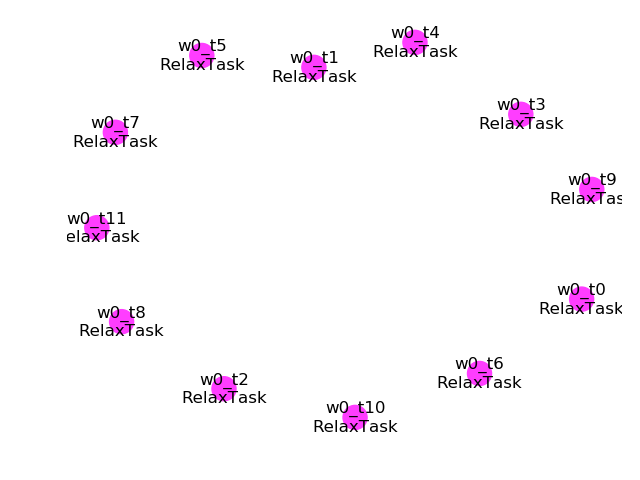 w0_t4
RelaxTask
w0_t5
RelaxTask
w0_t1
RelaxTask
w0_t3
RelaxTask
w0_t7
RelaxTask
w0_t9
RelaxTas
w0_t11
elaxTask
w0_t0
RelaxTask
w0_t8
RelaxTask
w0_t6
RelaxTask
w0_t2
RelaxTask
w0_t10
RelaxTask